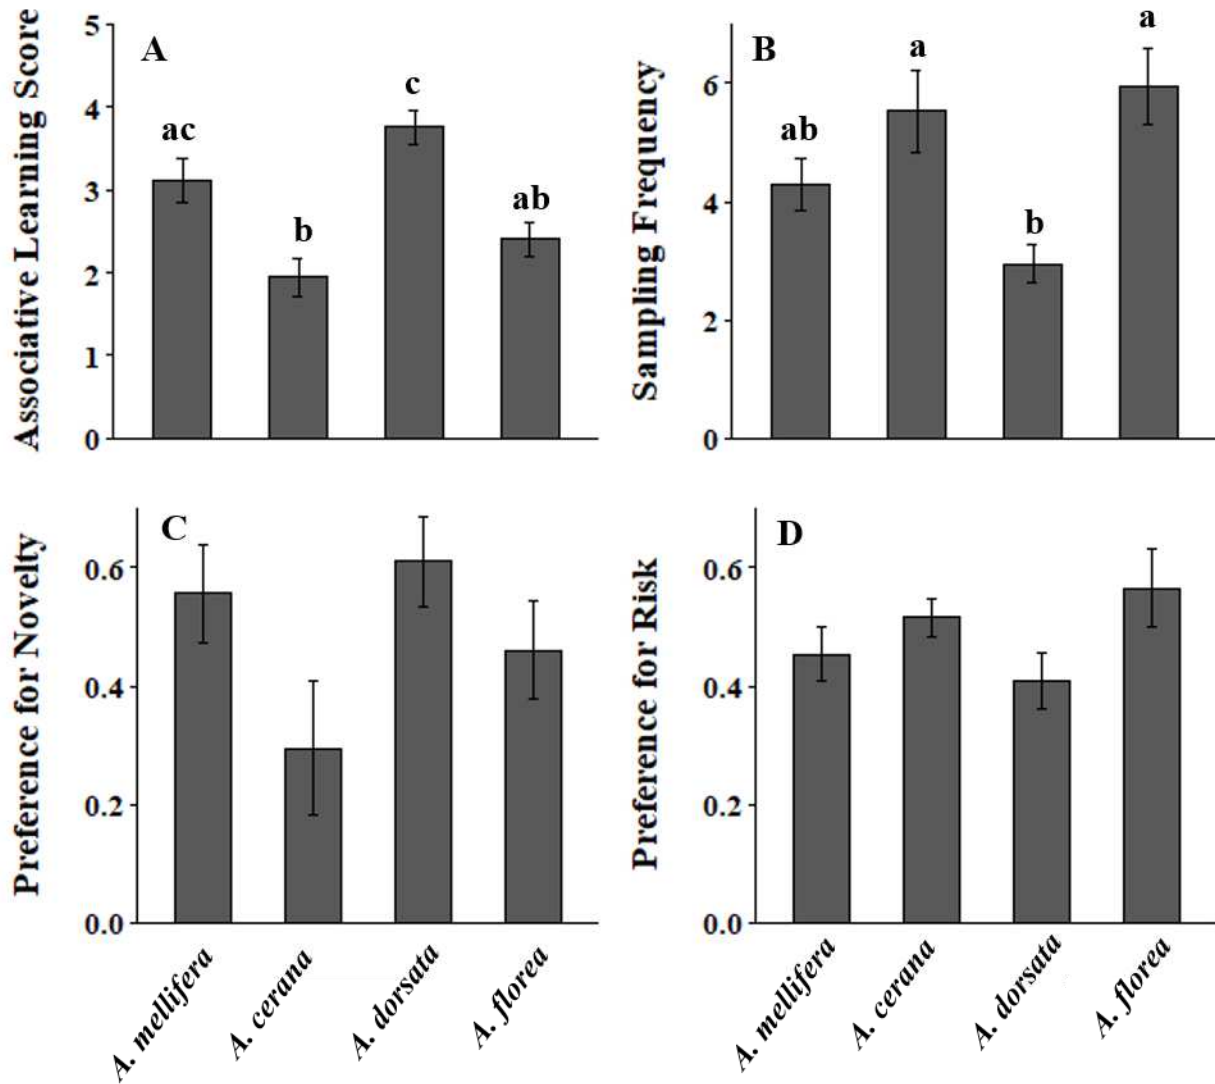 Associative Learning Score
5
4
3
2
1
0
A
ac
b
c
ab
Sampling Frequency
6
4
2
0
B
ab
a
b
a
Preference for Novelty
0.6
0.4
0.2
0.0
C
A. mellifera
A. cerana
A. dorsata
A. florea
Preference for Risk
0.6
0.4
0.2
0.0
D
A. mellifera
A. cerana
A. dorsata
A. florea